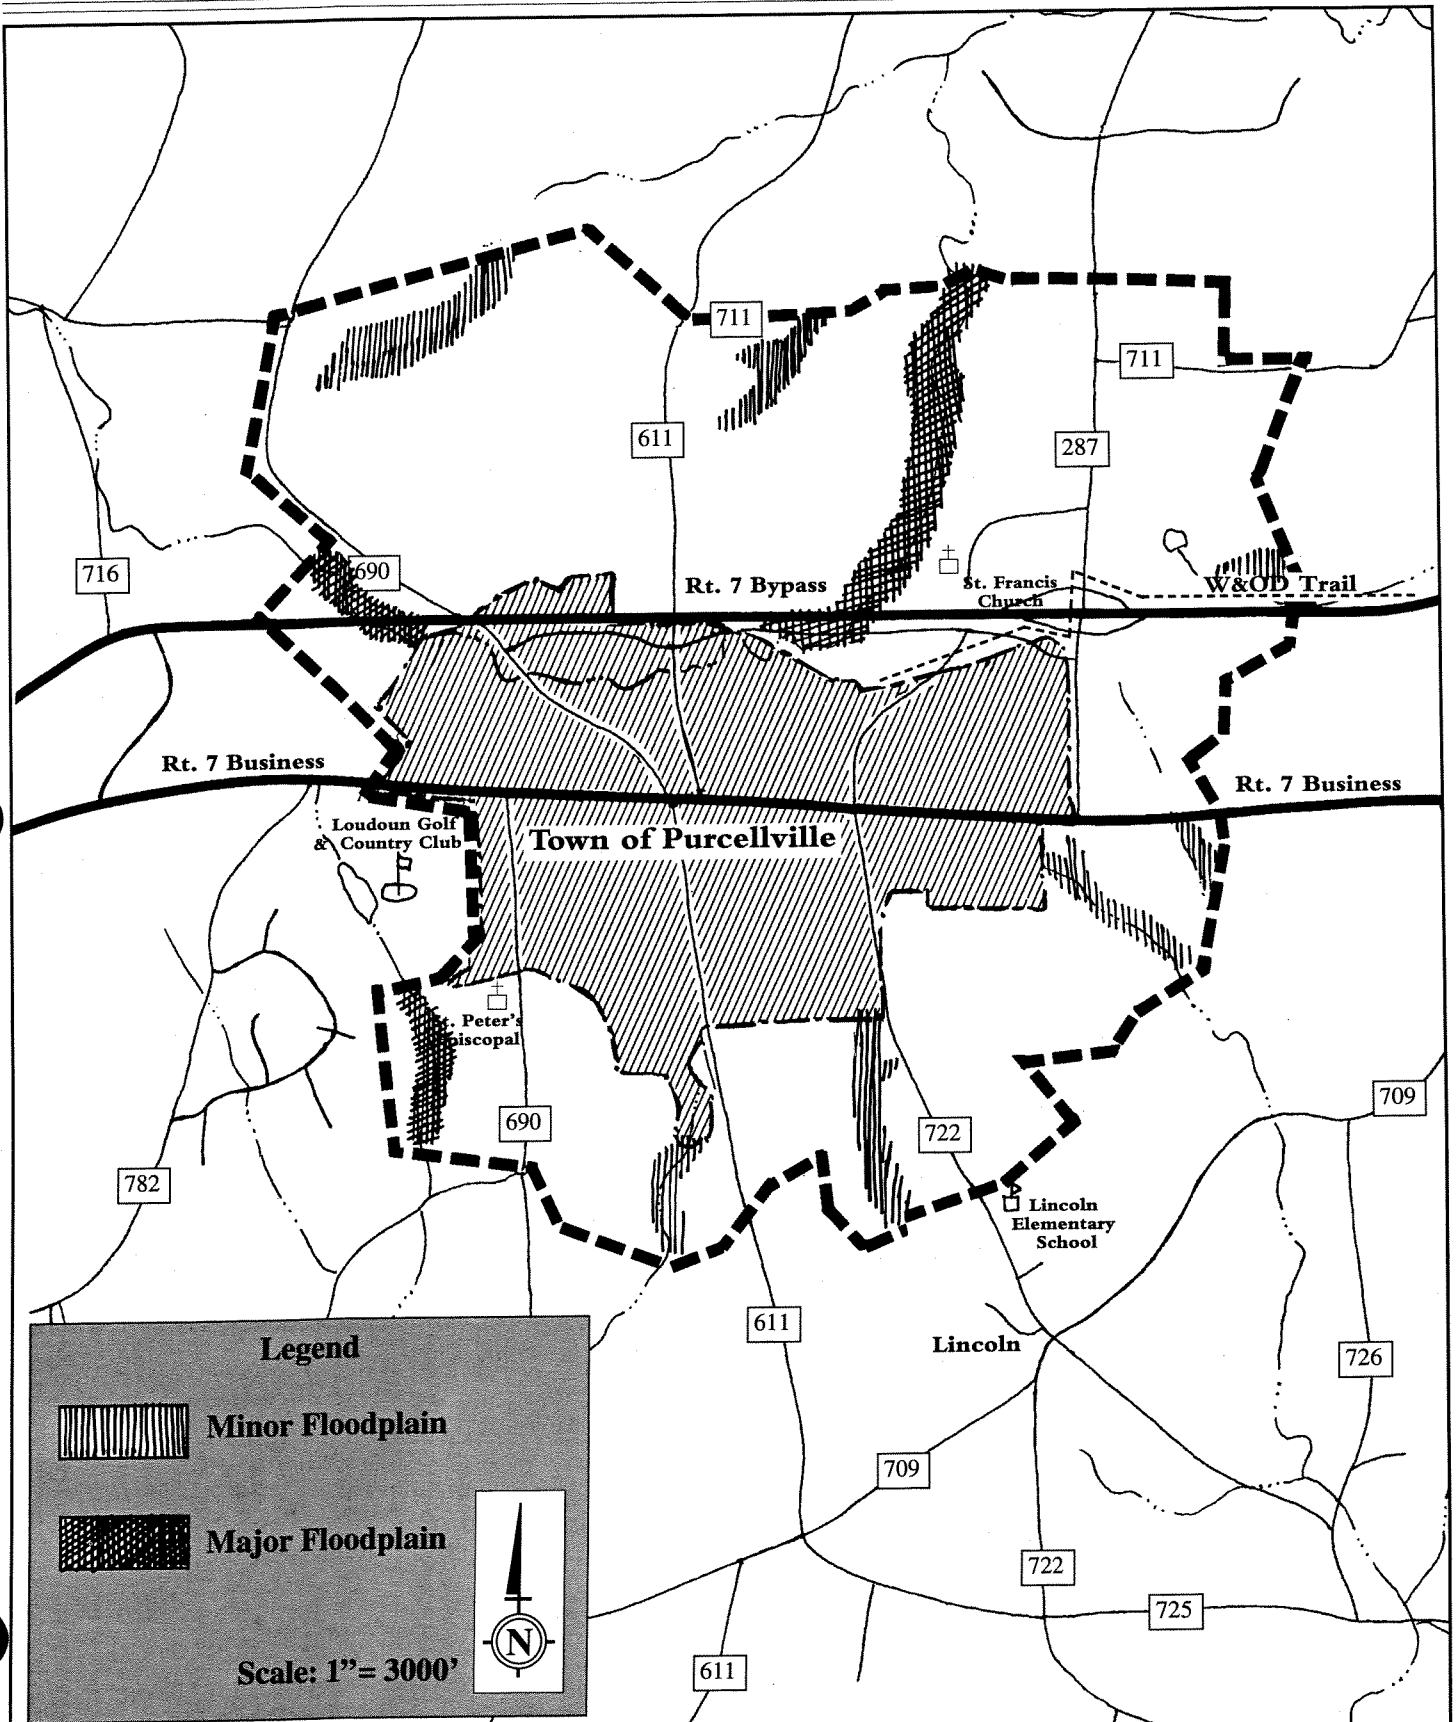 711
711
611
287
716
690
Rt. 7 Bypass
St. Francis
Church
W&OD Trail
Rt. 7 Business
Rt. 7 Business
Loudoun Golf
& Country Club
Town of Purcellville
Peter's
690
722
709
782
Lincoln
Elementary
School
611
Lincoln
726
709
722
725
611
Legend
Minor Floodplain
Major Floodplain
N
Scale: 1”= 3000’